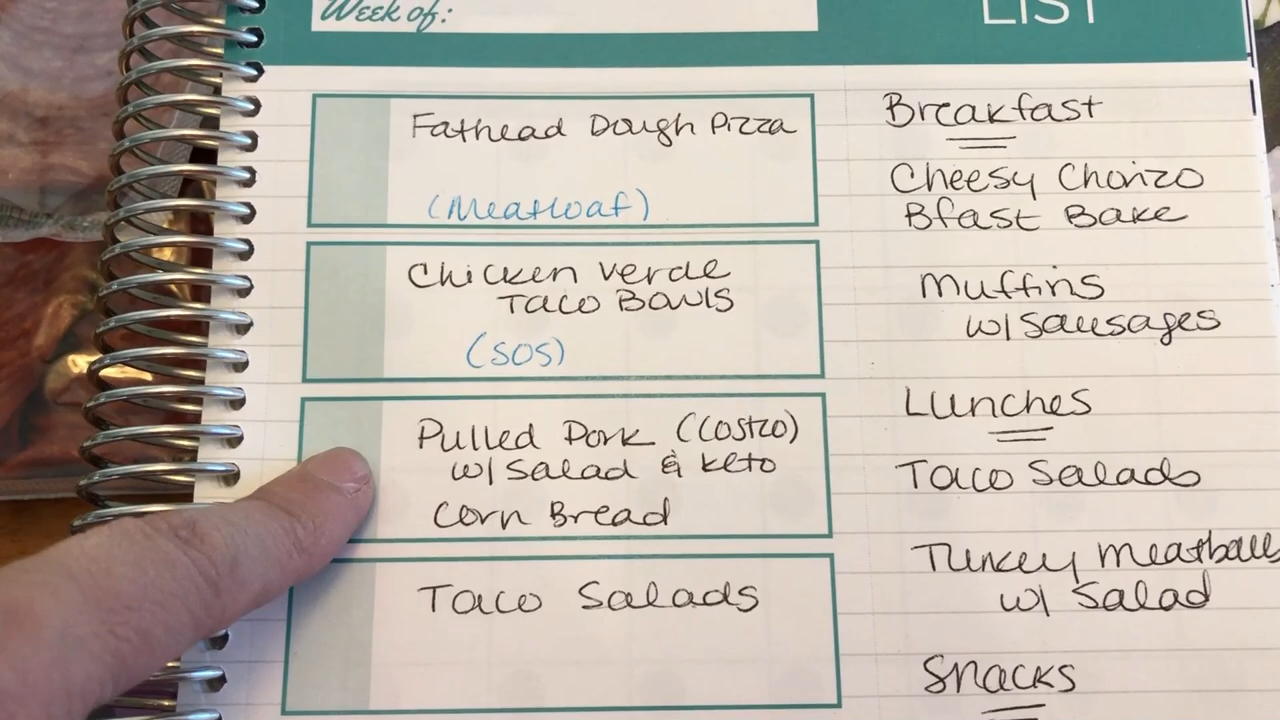 Week of:
LIST
Fathead Dough Pizza
(Meatloaf)
Chicken Verde
Taco Bowls
(SOS)
Pulled Pork (Costco)
w/ Salad & Keto
Corn Bread
Taco Salads
Breakfast
Cheesy Chorizo
Bfast Bake
Muffins
w/ Sausages
Lunches
Taco Salads
Turkey Meatballs
w/ Salad
Snacks